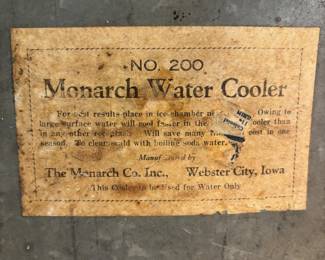 NO. 200
Monarch Water Cooler
For best results place in ice chamber Owing to
large surface water will cool faster in the cooler than
in any other Will save many cost in one
season. To clean scald with boiling soda water.
Manufactured by
The Monarch Co. Inc., Webster City, Iowa
This Cooler to be Used for Water Only